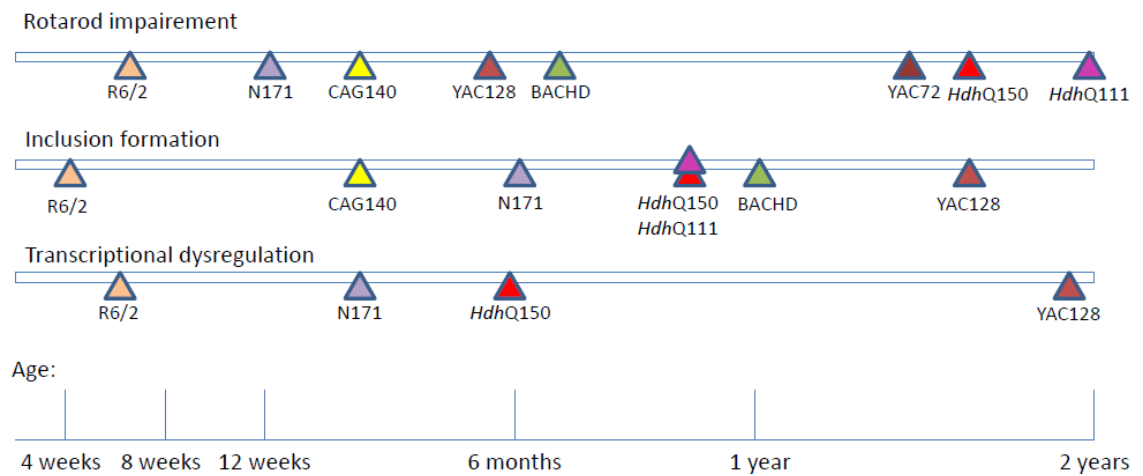 Rotarod impairement
R6/2 N171 CAG140 YAC128 BACHD YAC72 HdhQ150 HdhQ111
Inclusion formation
R6/2 CAG140 N171 HdhQ150 BACHD YAC128
HdhQ111
Transcriptional dysregulation
R6/2 N171 HdhQ150 YAC128
Age:
4 weeks 8 weeks 12 weeks 6 months 1 year 2 years